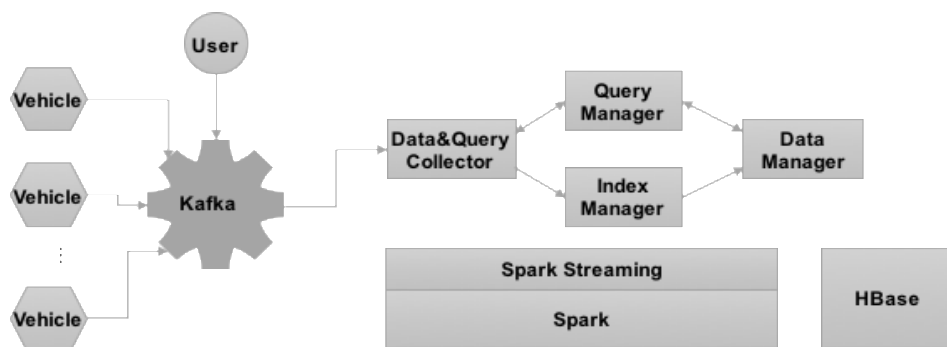 User
Vehicle
Vehicle
⋮
Vehicle
Kafka
Data&Query
Collector
Query
Manager
Index
Manager
Data
Manager
Spark Streaming
Spark
HBase